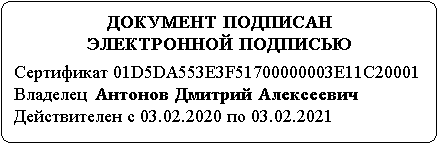 ДОКУМЕНТ ПОДПИСАН
ЭЛЕКТРОННОЙ ПОДПИСЬЮ
Сертификат 01D5DA553E3F51700000003E11C20001
Владелец Антонов Дмитрий Алексеевич
Действителен с 03.02.2020 по 03.02.2021